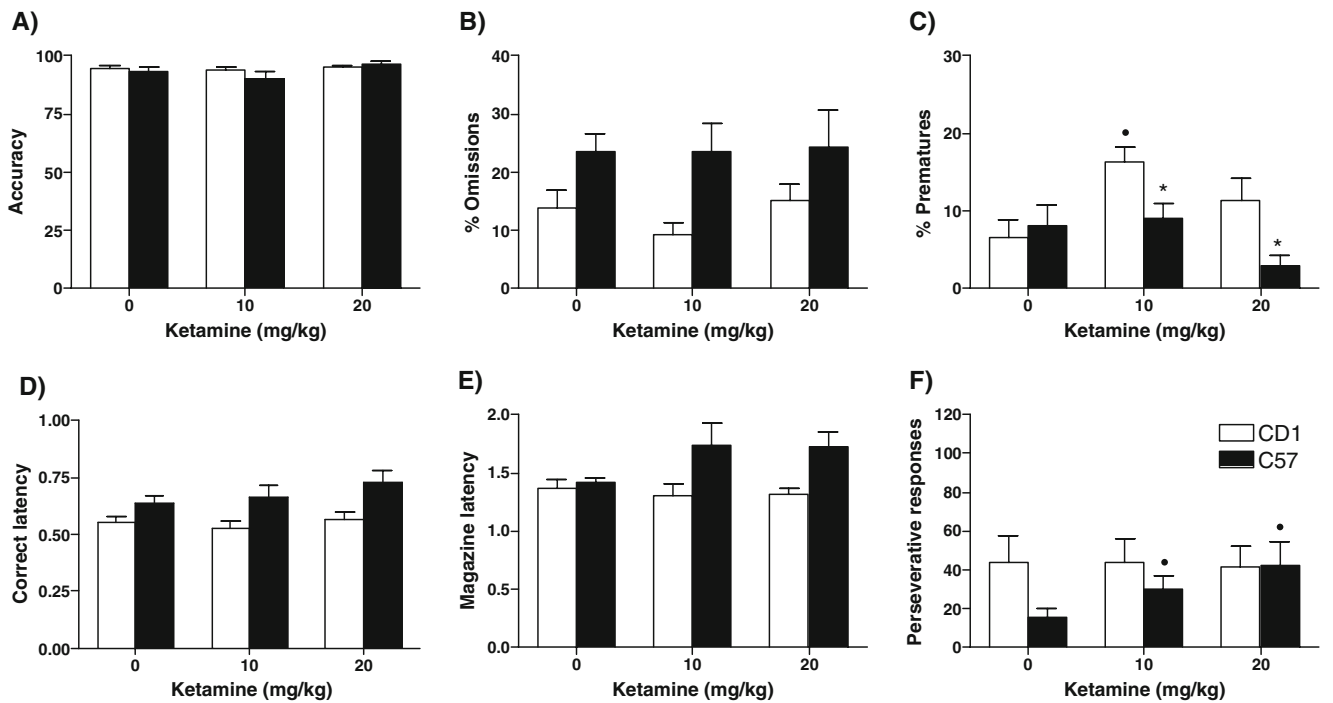 A)
100
75
50
25
0
Accuracy
0 10 20
Ketamine (mg/kg)
B)
40
30
20
10
0
% Omissions
0 10 20
Ketamine (mg/kg)
C)
30
20
10
0
% Prematures
•
*
*
0 10 20
Ketamine (mg/kg)
D)
1.00
0.75
0.50
0.25
0.00
Correct latency
0 10 20
Ketamine (mg/kg)
E)
2.0
1.5
1.0
0.5
0.0
Magazine latency
0 10 20
Ketamine (mg/kg)
F)
120
100
80
60
40
20
0
Perseverative responses
CD1
C57
•
•
0 10 20
Ketamine (mg/kg)